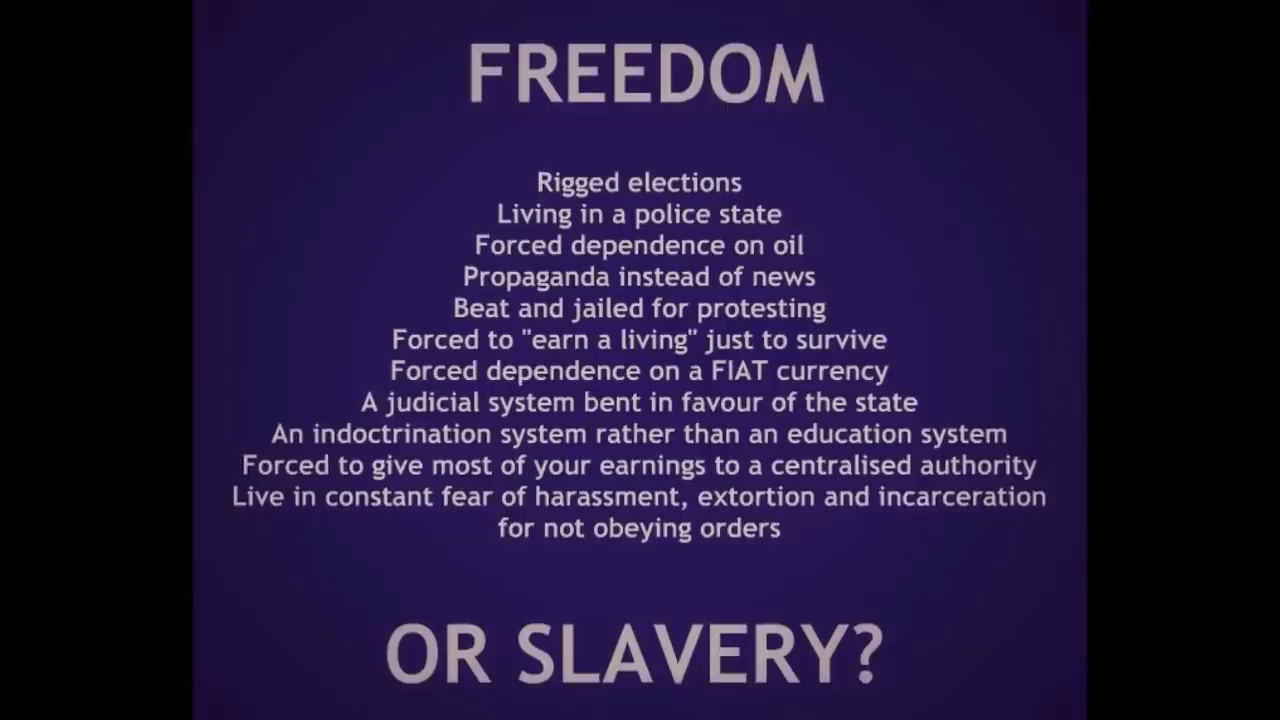 FREEDOM
Rigged elections
Living in a police state
Forced dependence on oil
Propaganda instead of news
Beat and jailed for protesting
Forced to "earn a living" just to survive
Forced dependence on a FIAT currency
A judicial system bent in favour of the state
An indoctrination system rather than an education system
Forced to give most of your earnings to a centralised authority
Live in constant fear of harassment, extortion and incarceration
for not obeying orders
OR SLAVERY?